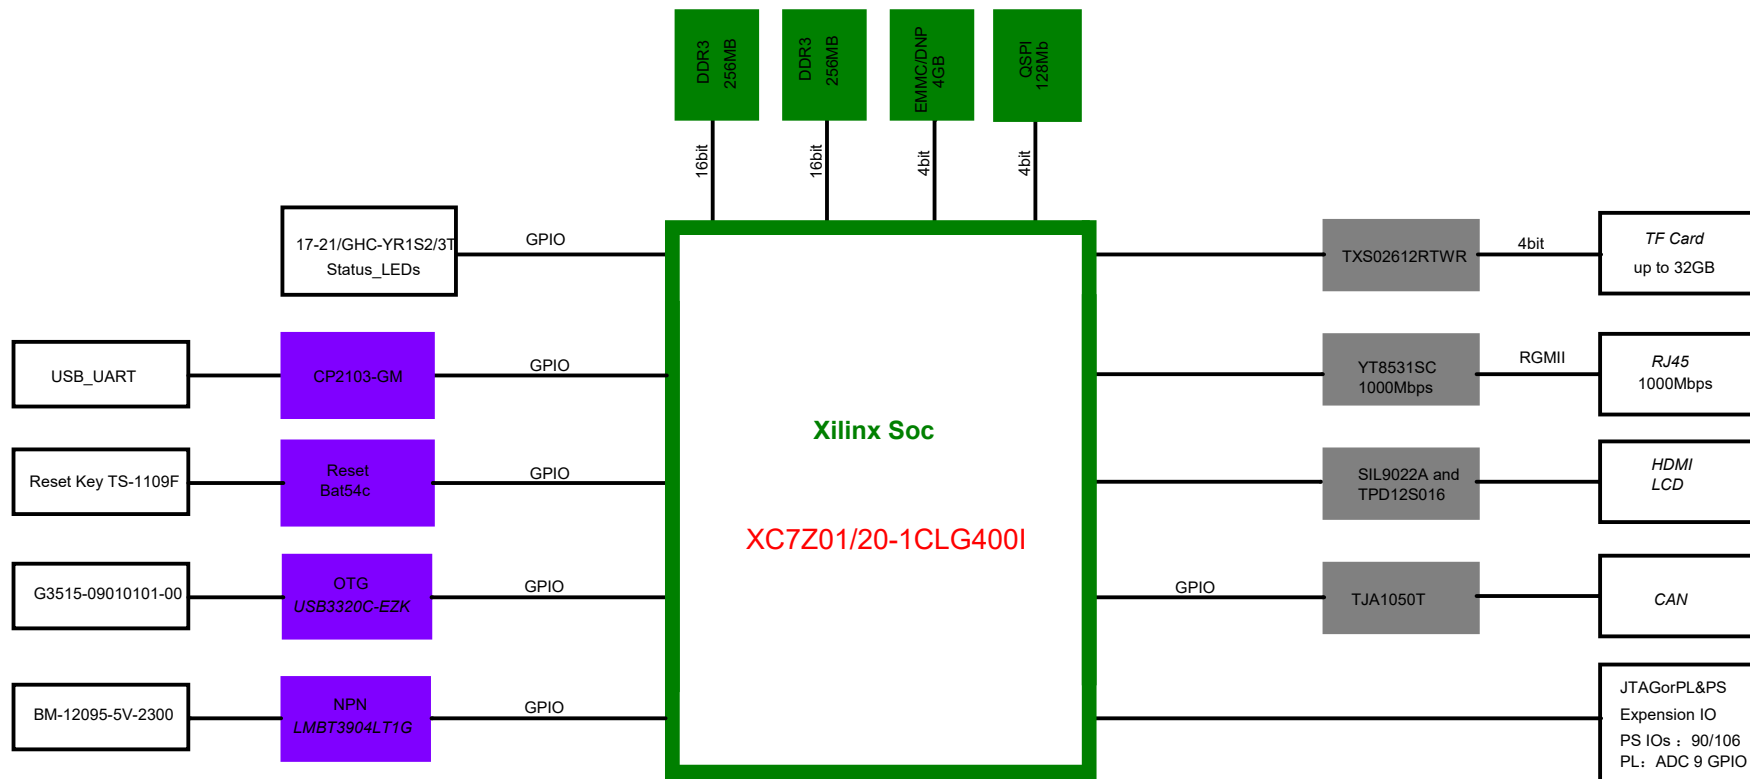 DDR3
256MB
DDR3
256MB
EMMC/DNP
4GB
QSPI
128Mb
16bit
16bit
4bit
4bit
17-21/GHC-YR1S2/3T
Status_LEDs
GPIO
TXS02612RTWR
4bit
TF Card
up to 32GB
USB_UART
CP2103-GM
GPIO
YT8531SC
1000Mbps
RGMII
RJ45
1000Mbps
Xilinx Soc
Reset Key TS-1109F
Reset
Bat54c
GPIO
SIL9022A and
TPD12S016
HDMI
LCD
XC7Z01/20-1CLG400I
G3515-09010101-00
OTG
USB3320C-EZK
GPIO
GPIO
TJA1050T
CAN
BM-12095-5V-2300
NPN
LMBT3904LT1G
GPIO
JTAGorPL&PS
Expension IO
PS IOs： 90/106
PL：ADC 9 GPIO